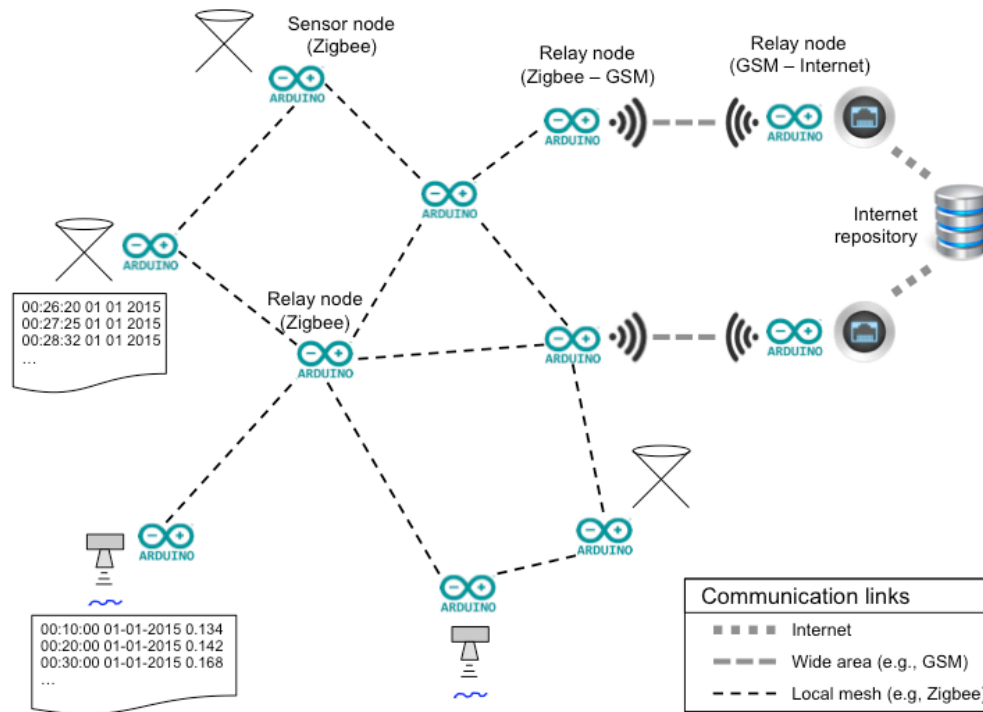 Sensor node
(Zigbee)
ARDUINO
Relay node
(Zigbee – GSM)
ARDUINO
Relay node
(GSM – Internet)
ARDUINO
ARDUINO
Internet
repository
ARDUINO
00:26:20 01 01 2015
00:27:25 01 01 2015
00:28:32 01 01 2015
...
Relay node
(Zigbee)
ARDUINO
ARDUINO
ARDUINO
ARDUINO
00:10:00 01-01-2015 0.134
00:20:00 01-01-2015 0.142
00:30:00 01-01-2015 0.168
...
ARDUINO
ARDUINO
Communication links
Internet
Wide area (e.g., GSM)
Local mesh (e.g, Zigbee)